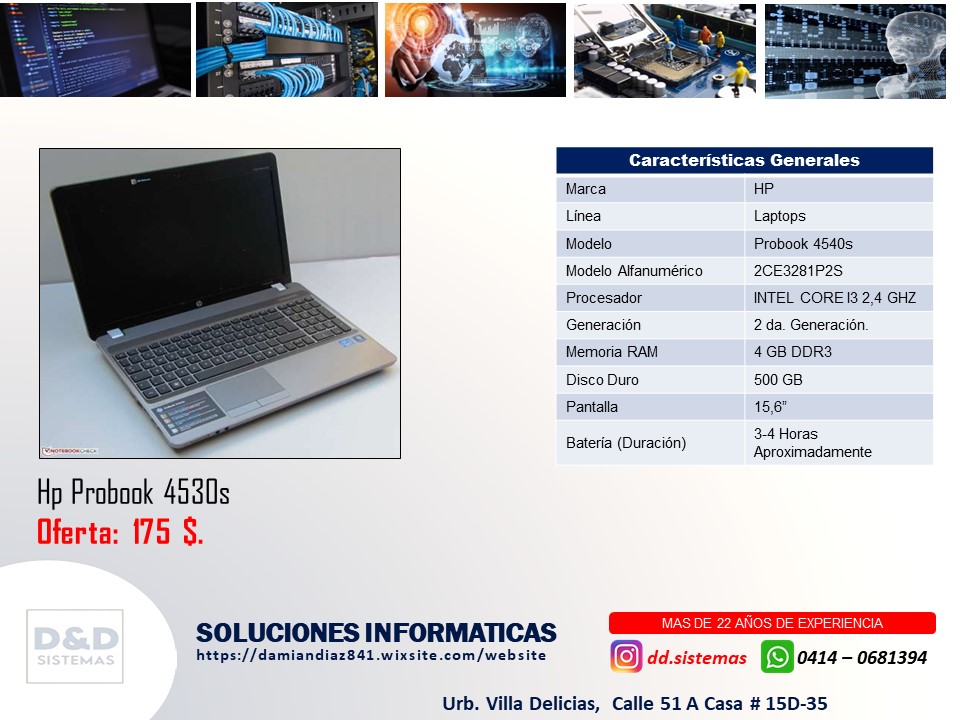 Características Generales
Marca HP
Línea Laptops
Modelo Probook 4540s
Modelo Alfanumérico 2CE3281P2S
Procesador INTEL CORE I3 2,4 GHZ
Generación 2 da. Generación.
Memoria RAM 4 GB DDR3
Disco Duro 500 GB
Pantalla 15,6”
Batería (Duración) 3-4 Horas
Aproximadamente
NOTEBOOKCHECK
Hp Probook 4530s
Oferta: 175 $.
D&D
SISTEMAS
SOLUCIONES INFORMATICAS
https://damiandiaz841.wixsite.com/website
MAS DE 22 AÑOS DE EXPERIENCIA
dd.sistemas 0414 – 0681394
Urb. Villa Delicias, Calle 51 A Casa # 15D-35